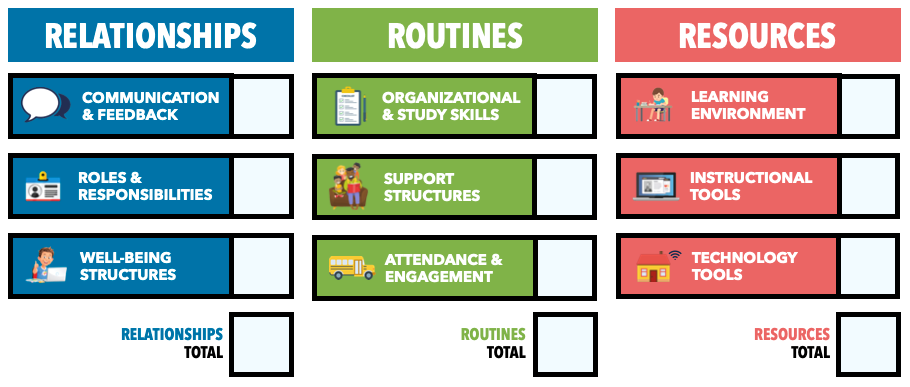 RELATIONSHIPS
COMMUNICATION
& FEEDBACK
ROLES &
RESPONSIBILITIES
WELL-BEING
STRUCTURES
RELATIONSHIPS
TOTAL
ROUTINES
ORGANIZATIONAL
& STUDY SKILLS
SUPPORT
STRUCTURES
ATTENDANCE &
ENGAGEMENT
ROUTINES
TOTAL
RESOURCES
LEARNING
ENVIRONMENT
INSTRUCTIONAL
TOOLS
TECHNOLOGY
TOOLS
RESOURCES
TOTAL